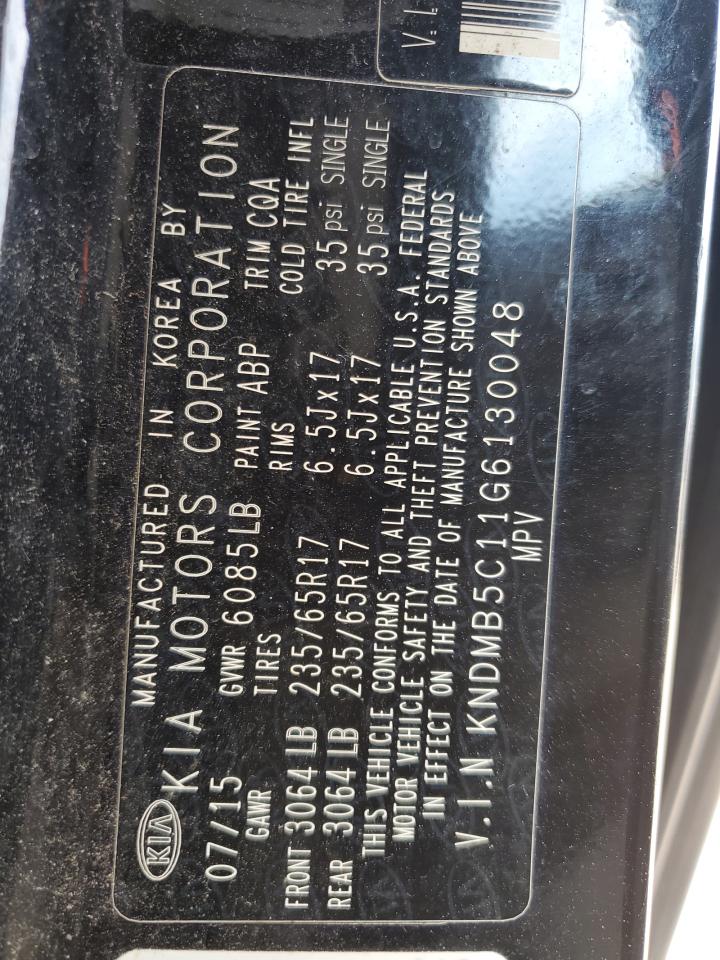 V.I.
MANUFACTURED IN KOREA BY
KIA KIA MOTORS CORPORATION
07/15 GVWR 6085LB PAINT ABP TRIM CQA
GAWR TIRES RIMS COLD TIRE INFL
FRONT 3064LB 235/65R17 6.5Jx17 35 psi SINGLE
REAR 3064LB 235/65R17 6.5Jx17 35 psi SINGLE
THIS VEHICLE CONFORMS TO ALL APPLICABLE U.S.A. FEDERAL
MOTOR VEHICLE SAFETY AND THEFT PREVENTION STANDARDS
IN EFFECT ON THE DATE OF MANUFACTURE SHOWN ABOVE
V.I.N KNDMB5C11G6130048
MPV